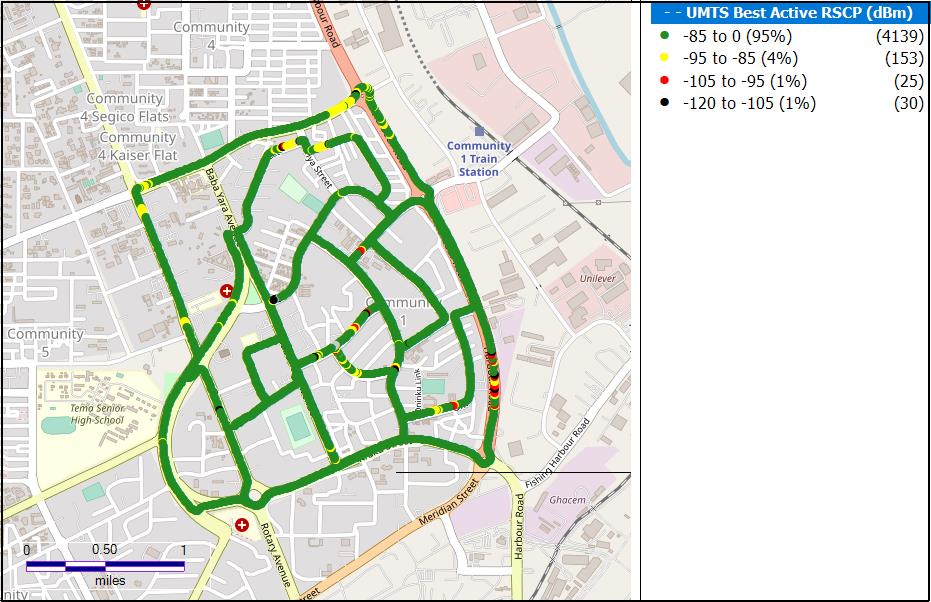 UMTS Best Active RSCP (dBm)
-85 to 0 (95%) (4139)
-95 to -85 (4%) (153)
-105 to -95 (1%) (25)
-120 to -105 (1%) (30)
Harbour Road
Community
4
Community
4 Segico Flats
Community
4 Kaiser Flat
Community
1 Train
Station
Street
Baba Yara
Unilever
Community
1
Community
5
Tema Senior
High-School
Link
Fishing Harbour Road
Meridian Street
Ghacem
Harbour Road
Rotary Avenue
0 0.50 1
miles
nity
reet